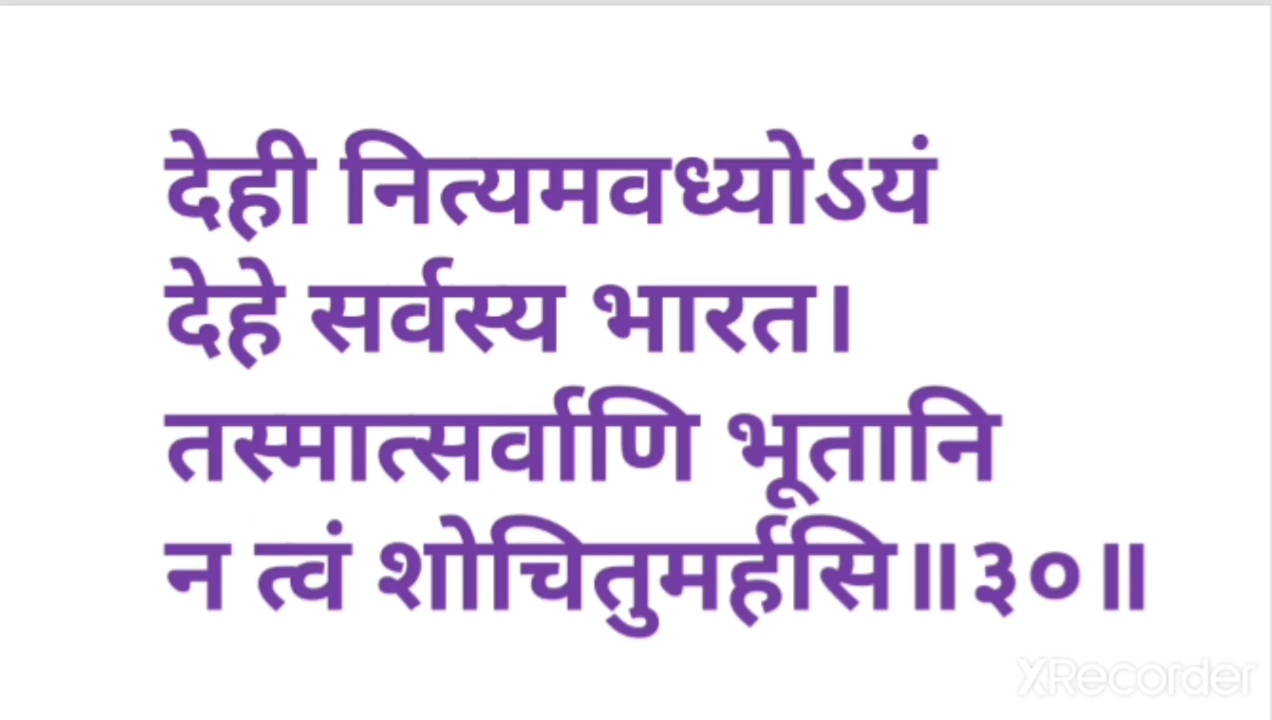 देही नित्यमवध्योऽयं
देहे सर्वस्य भारत।
तस्मात्सर्वाणि भूतानि
न त्वं शोचितुमर्हसि॥३०॥
XRecorder